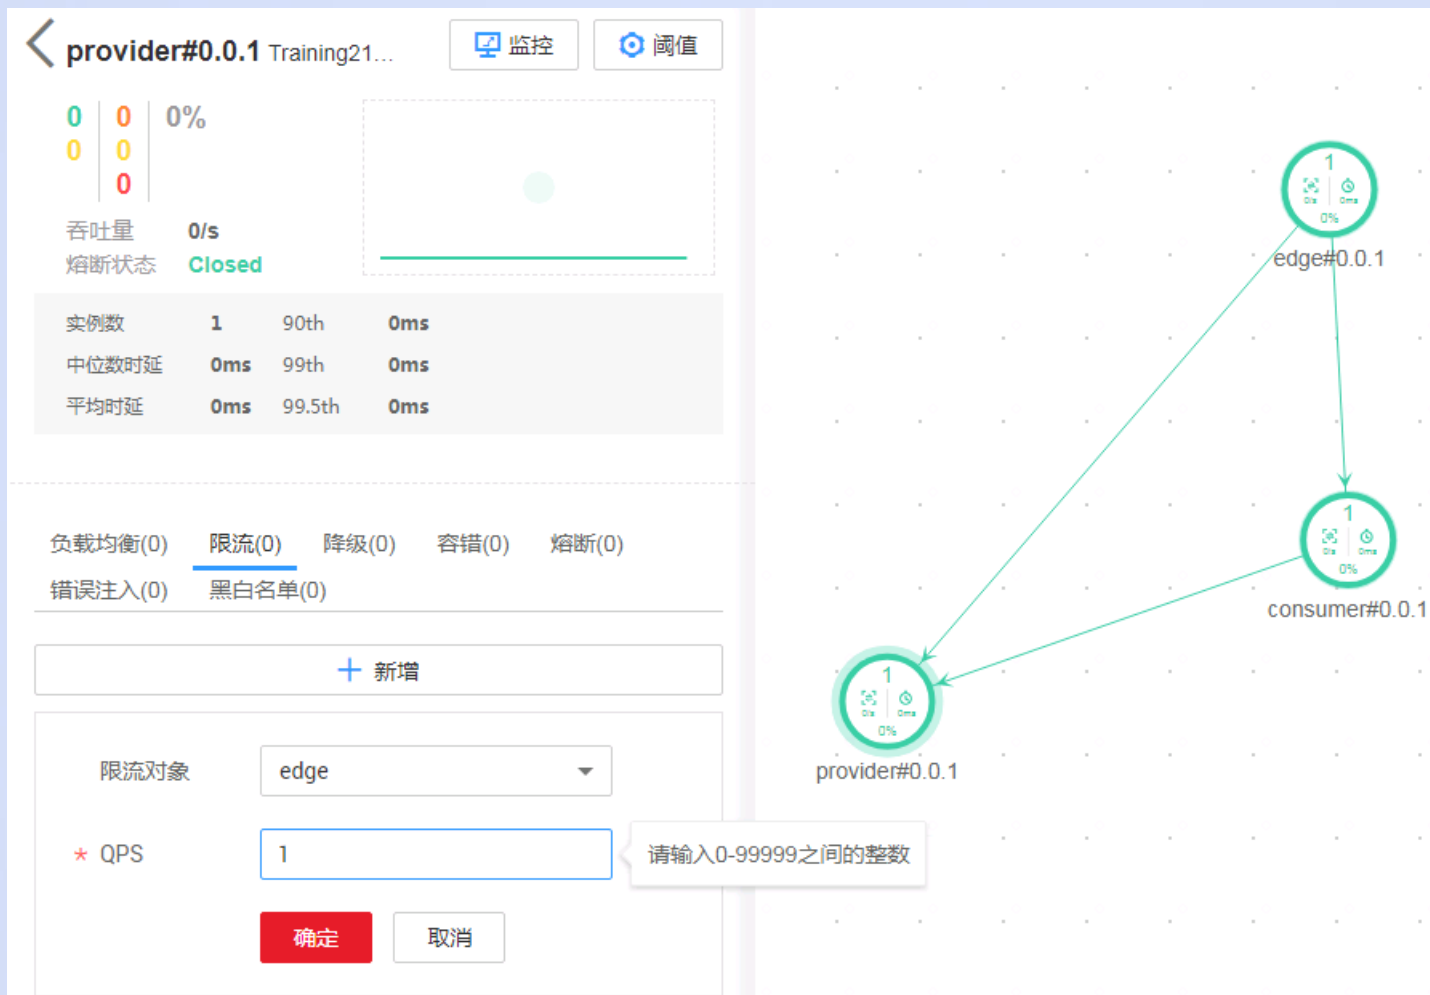 provider#0.0.1 Training21...
监控
阈值
0 0 0%
0 0
0
吞吐量 0/s
熔断状态 Closed
实例数 1 90th 0ms
中位数时延 0ms 99th 0ms
平均时延 0ms 99.5th 0ms
负载均衡(0) 限流(0) 降级(0) 容错(0) 熔断(0)
错误注入(0) 黑白名单(0)
新增
限流对象 edge
* QPS 1
请输入0-99999之间的整数
确定 取消
1
0/s 0ms
0%
edge#0.0.1
1
0/s 0ms
0%
consumer#0.0.1
1
0/s 0ms
0%
provider#0.0.1